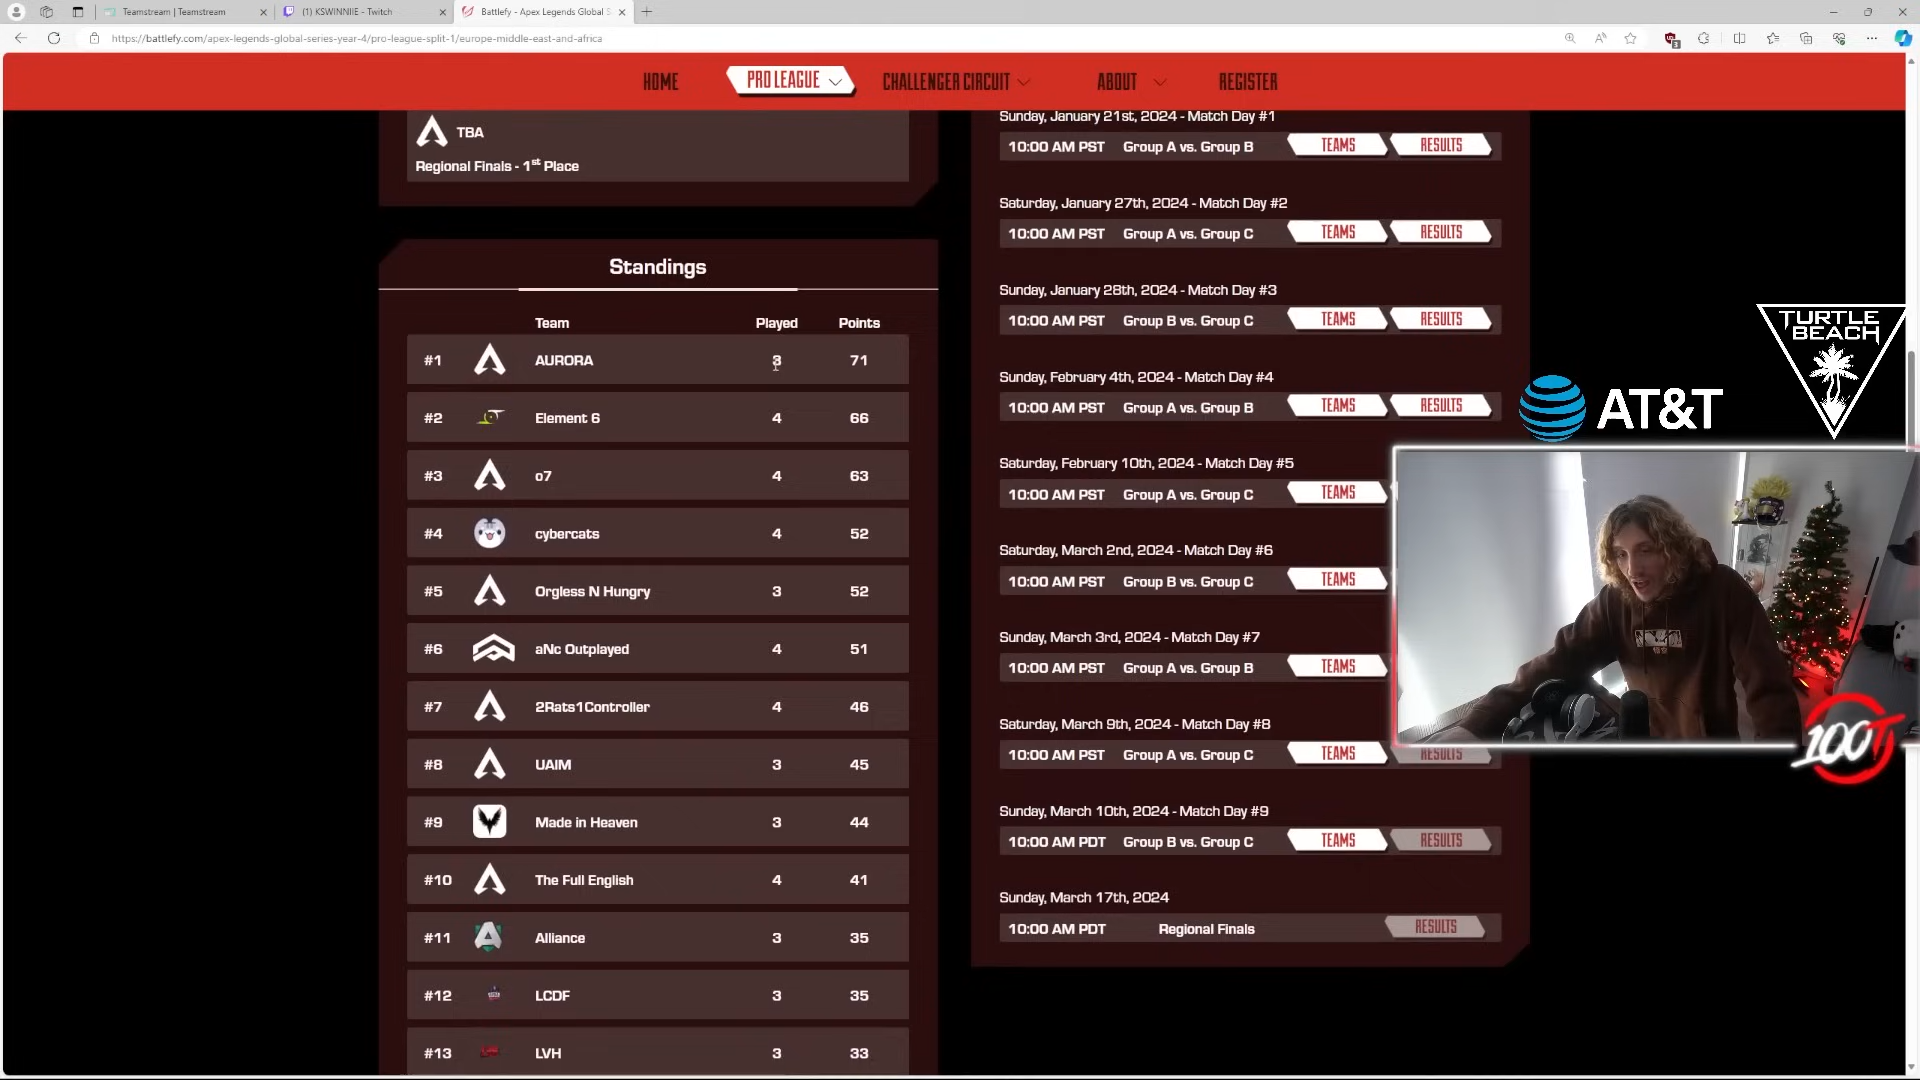 Teamstream | Teamstream
(1) KSWINNIIE - Twitch
Battlefy - Apex Legends Global S
https://battlefy.com/apex-legends-global-series-year-4/pro-league-split-1/europe-middle-east-and-africa
HOME
PRO LEAGUE
CHALLENGER CIRCUIT
ABOUT
REGISTER
TBA
Regional Finals - 1st Place
Standings
Team Played Points
#1 AURORA 3 71
#2 Element 6 4 66
#3 o7 4 63
#4 cybercats 4 52
#5 Orgless N Hungry 3 52
#6 aNc Outplayed 4 51
#7 2Rats1Controller 4 46
#8 UAIM 3 45
#9 Made in Heaven 3 44
#10 The Full English 4 41
#11 Alliance 3 35
#12 LCDF 3 35
#13 LVH 3 33
Sunday, January 21st, 2024 - Match Day #1
10:00 AM PST Group A vs. Group B TEAMS RESULTS
Saturday, January 27th, 2024 - Match Day #2
10:00 AM PST Group A vs. Group C TEAMS RESULTS
Sunday, January 28th, 2024 - Match Day #3
10:00 AM PST Group B vs. Group C TEAMS RESULTS
Sunday, February 4th, 2024 - Match Day #4
10:00 AM PST Group A vs. Group B TEAMS RESULTS
Saturday, February 10th, 2024 - Match Day #5
10:00 AM PST Group A vs. Group C TEAMS
Saturday, March 2nd, 2024 - Match Day #6
10:00 AM PST Group B vs. Group C TEAMS
Sunday, March 3rd, 2024 - Match Day #7
10:00 AM PST Group A vs. Group B TEAMS
Saturday, March 9th, 2024 - Match Day #8
10:00 AM PST Group A vs. Group C TEAMS RESULTS
Sunday, March 10th, 2024 - Match Day #9
10:00 AM PDT Group B vs. Group C TEAMS RESULTS
Sunday, March 17th, 2024
10:00 AM PDT Regional Finals RESULTS
TURTLE
BEACH
AT&T
100T